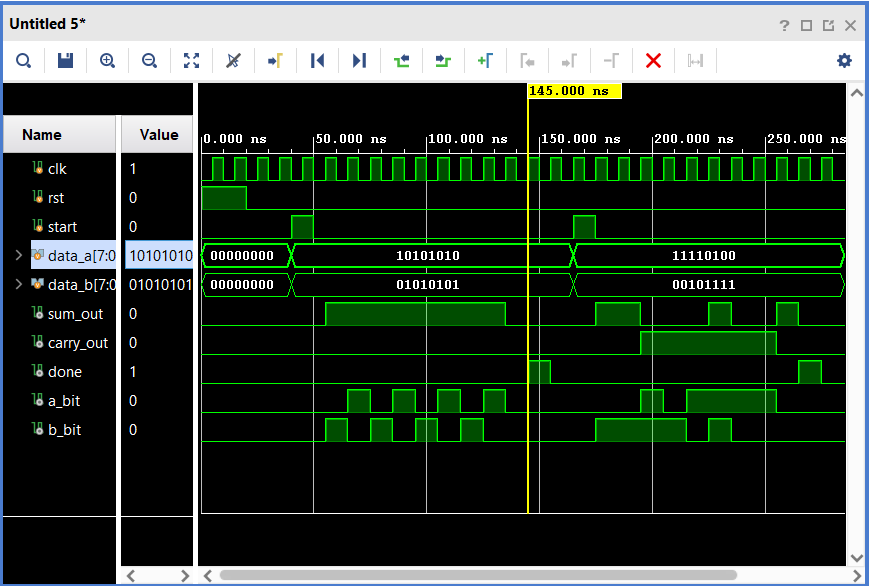 Untitled 5*
145.000 ns
Name Value
0.000 ns 50.000 ns 100.000 ns 150.000 ns 200.000 ns 250.000 ns
clk 1
rst 0
start 0
data_a[7:0 10101010 00000000 10101010 11110100
data_b[7:0 01010101 00000000 01010101 00101111
sum_out 0
carry_out 0
done 1
a_bit 0
b_bit 0